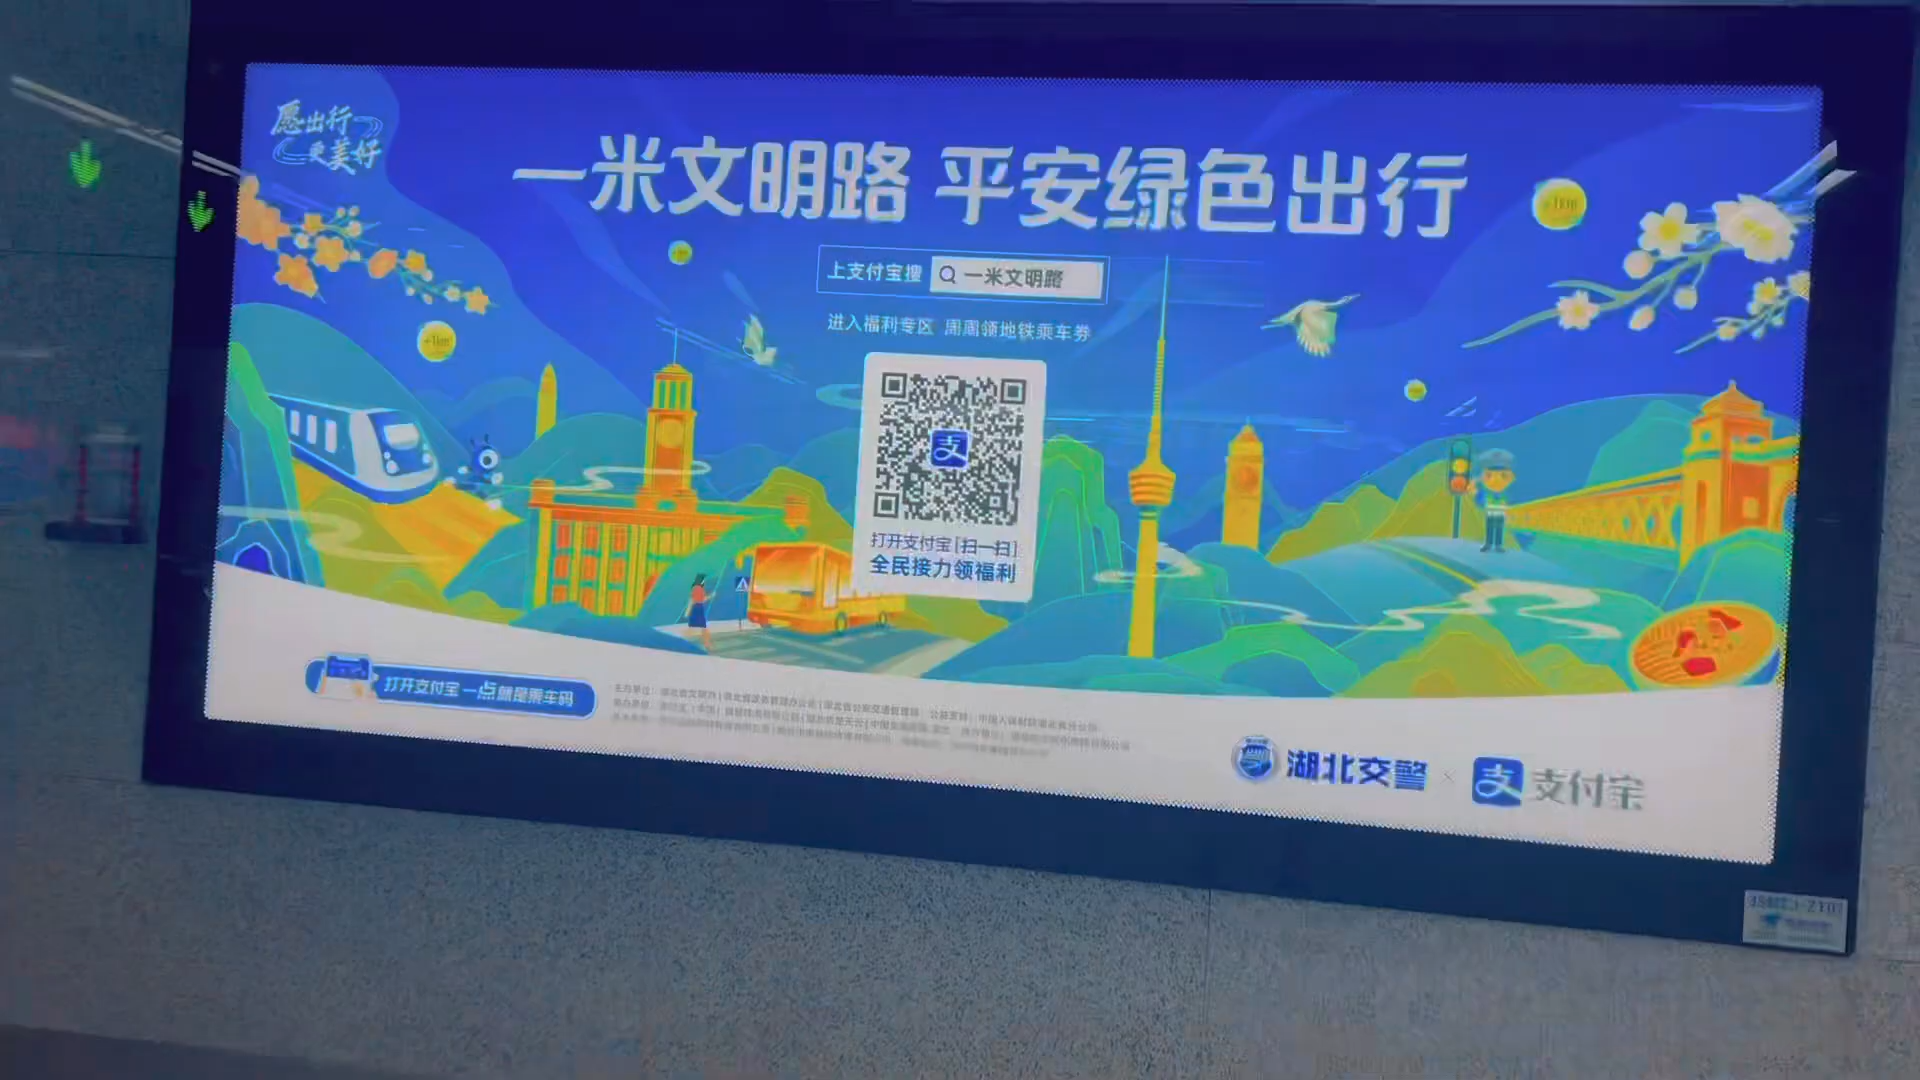 愿出行
更美好
一米文明路 平安绿色出行
上支付宝搜 一米文明路
进入福利专区 周周领地铁乘车券
+1km
+1km
支
打开支付宝[扫一扫]
全民接力领福利
打开支付宝 一点就是乘车码
湖北交警 × 支付宝